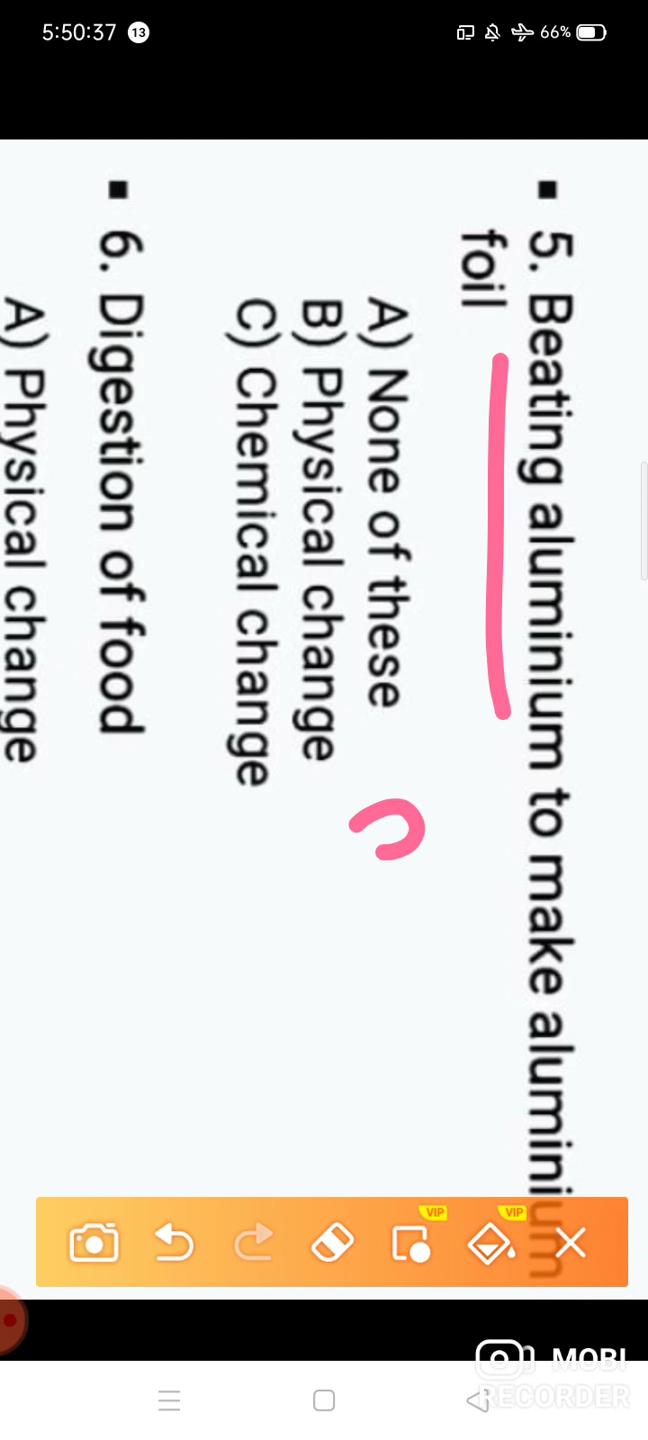 5:50:37 13
66%
5. Beating aluminium to make aluminium
foil
A) None of these
B) Physical change
C) Chemical change
6. Digestion of food
A) Physical change
VIP VIP
MOBI
RECORDER